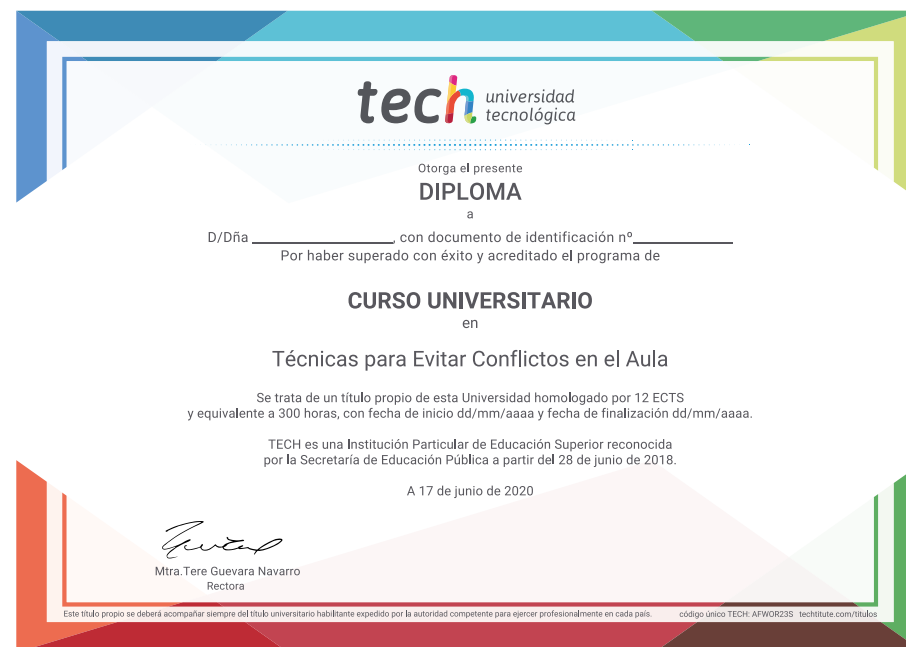 tech universidad
tecnológica
Otorga el presente
DIPLOMA
a
D/Dña ____________________, con documento de identificación nº______________
Por haber superado con éxito y acreditado el programa de
CURSO UNIVERSITARIO
en
Técnicas para Evitar Conflictos en el Aula
Se trata de un título propio de esta Universidad homologado por 12 ECTS
y equivalente a 300 horas, con fecha de inicio dd/mm/aaaa y fecha de finalización dd/mm/aaaa.
TECH es una Institución Particular de Educación Superior reconocida
por la Secretaría de Educación Pública a partir del 28 de junio de 2018.
A 17 de junio de 2020
Mtra.Tere Guevara Navarro
Rectora
Este título propio se deberá acompañar siempre del título universitario habilitante expedido por la autoridad competente para ejercer profesionalmente en cada país. código único TECH: AFWOR23S techtitute.com/titulos